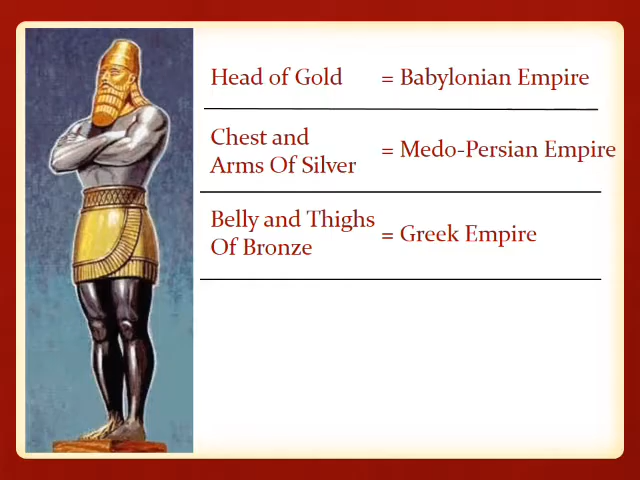 Head of Gold = Babylonian Empire
Chest and
Arms Of Silver = Medo-Persian Empire
Belly and Thighs
Of Bronze = Greek Empire